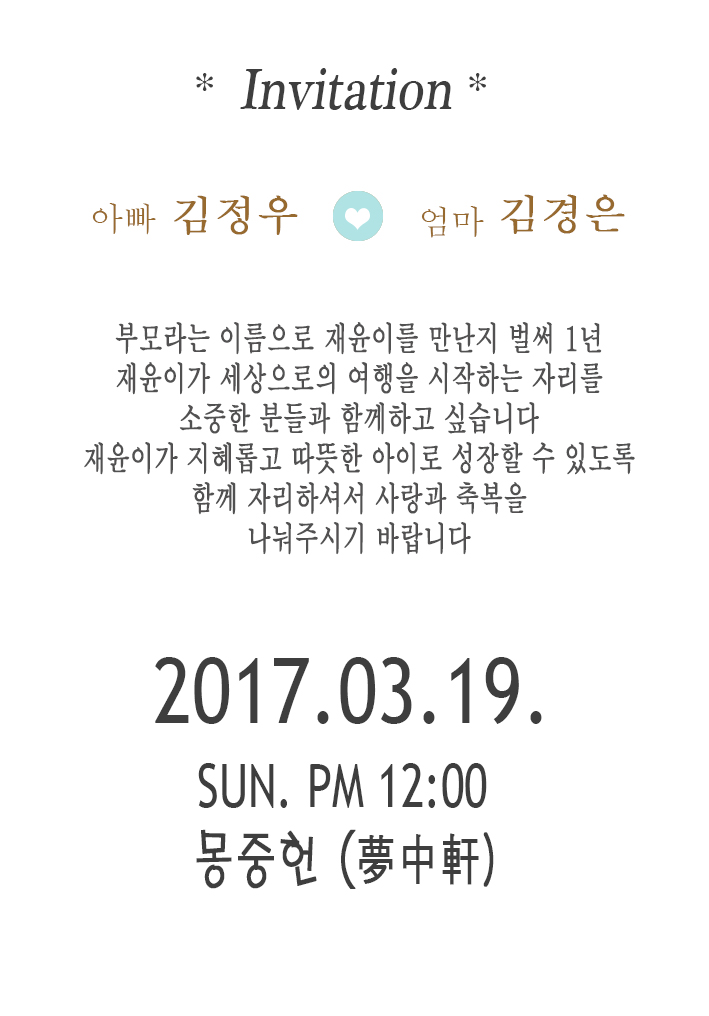 * Invitation *
아빠 김정우 엄마 김경은
부모라는 이름으로 재윤이를 만난지 벌써 1년
재윤이가 세상으로의 여행을 시작하는 자리를
소중한 분들과 함께하고 싶습니다
재윤이가 지혜롭고 따뜻한 아이로 성장할 수 있도록
함께 자리하셔서 사랑과 축복을
나눠주시기 바랍니다
2017.03.19.
SUN. PM 12:00
몽중헌 (夢中軒)